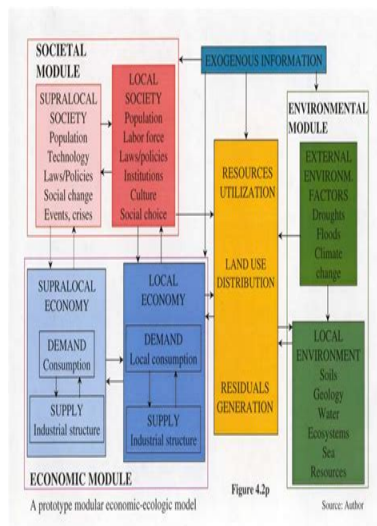 SOCIETAL
MODULE
SUPRALOCAL
SOCIETY
Population
Technology
Laws/Policies
Social change
Events, crises
LOCAL
SOCIETY
Population
Labor force
Laws/policies
Institutions
Culture
Social choice
EXOGENOUS INFORMATION
ENVIRONMENTAL
MODULE
EXTERNAL
ENVIRONM.
FACTORS
Droughts
Floods
Climate
change
RESOURCES
UTILIZATION
LAND USE
DISTRIBUTION
RESIDUALS
GENERATION
SUPRALOCAL
ECONOMY
DEMAND
Consumption
SUPPLY
Industrial structure
LOCAL
ECONOMY
DEMAND
Local consumption
SUPPLY
Industrial structure
LOCAL
ENVIRONMENT
Soils
Geology
Water
Ecosystems
Sea
Resources
ECONOMIC MODULE
Figure 4.2p
A prototype modular economic-ecologic model
Source: Author